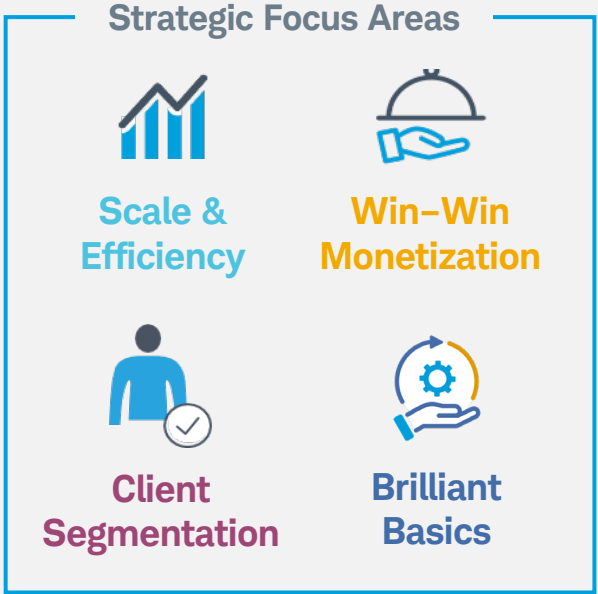 Strategic Focus Areas
Scale &
Efficiency
Win–Win
Monetization
Client
Segmentation
Brilliant
Basics